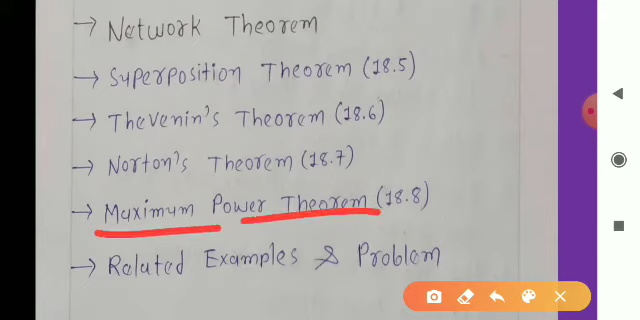 → Network Theorem
→ Superposition Theorem (18.5)
→ Thevenin's Theorem (18.6)
→ Norton's Theorem (18.7)
→ Maximum Power Theorem (18.8)
→ Related Examples & Problem